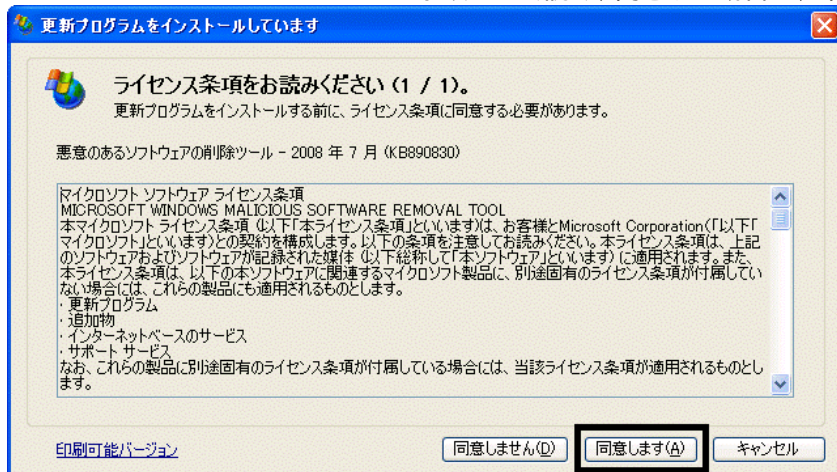 更新プログラムをインストールしています
ライセンス条項をお読みください (1 / 1)。
更新プログラムをインストールする前に、ライセンス条項に同意する必要があります。
悪意のあるソフトウェアの削除ツール - 2008 年 7 月 (KB890830)
マイクロソフト ソフトウェア ライセンス条項
MICROSOFT WINDOWS MALICIOUS SOFTWARE REMOVAL TOOL
本マイクロソフト ライセンス条項 (以下「本ライセンス条項」といいます)は、お客様とMicrosoft Corporation(「以下「
マイクロソフト」といいます)との契約を構成します。以下の条項を注意してお読みください。本ライセンス条項は、上記
のソフトウェアおよびソフトウェアが記録された媒体 (以下総称して「本ソフトウェア」といいます) に適用されます。また、
本ライセンス条項は、以下の本ソフトウェアに関連するマイクロソフト製品に、別途固有のライセンス条項が付属してい
ない場合には、これらの製品にも適用されるものとします。
・更新プログラム
・追加物
・インターネットベースのサービス
・サポート サービス
なお、これらの製品に別途固有のライセンス条項が付属している場合には、当該ライセンス条項が適用されるものとし
ます。
印刷可能バージョン
同意しません(D)
同意します(A)
キャンセル